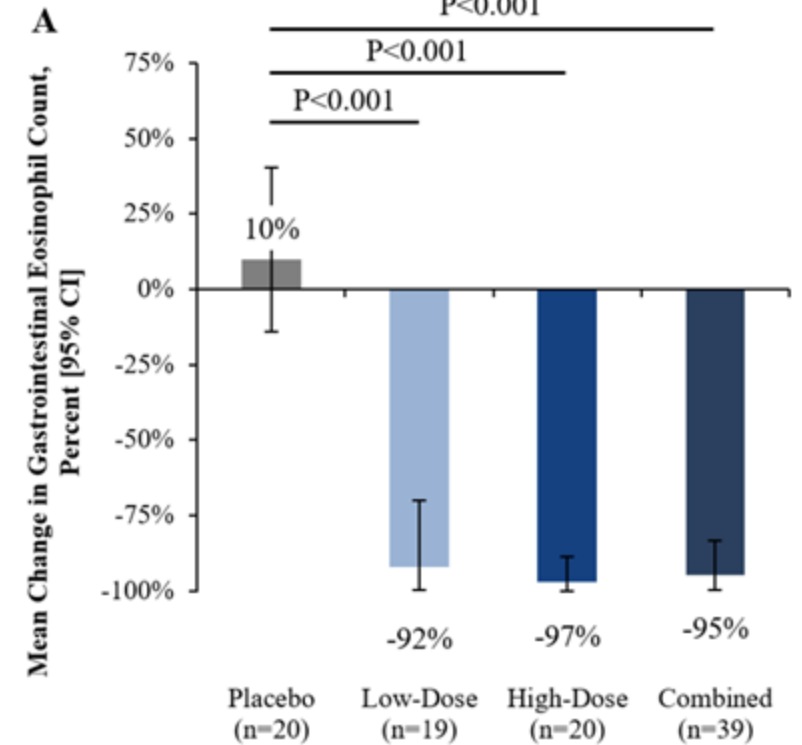 A
P<0.001
P<0.001
P<0.001
Mean Change in Gastrointestinal Eosinophil Count,
Percent [95% CI]
75%
50%
25%
0%
-25%
-50%
-75%
-100%
10%
-92%
-97%
-95%
Placebo
(n=20)
Low-Dose
(n=19)
High-Dose
(n=20)
Combined
(n=39)